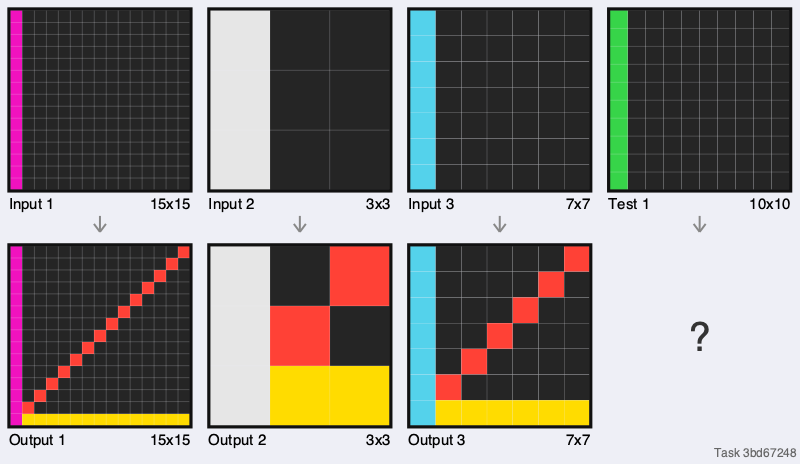 Input 1 15x15
Input 2 3x3
Input 3 7x7
Test 1 10x10
?
Output 1 15x15
Output 2 3x3
Output 3 7x7
Task 3bd67248